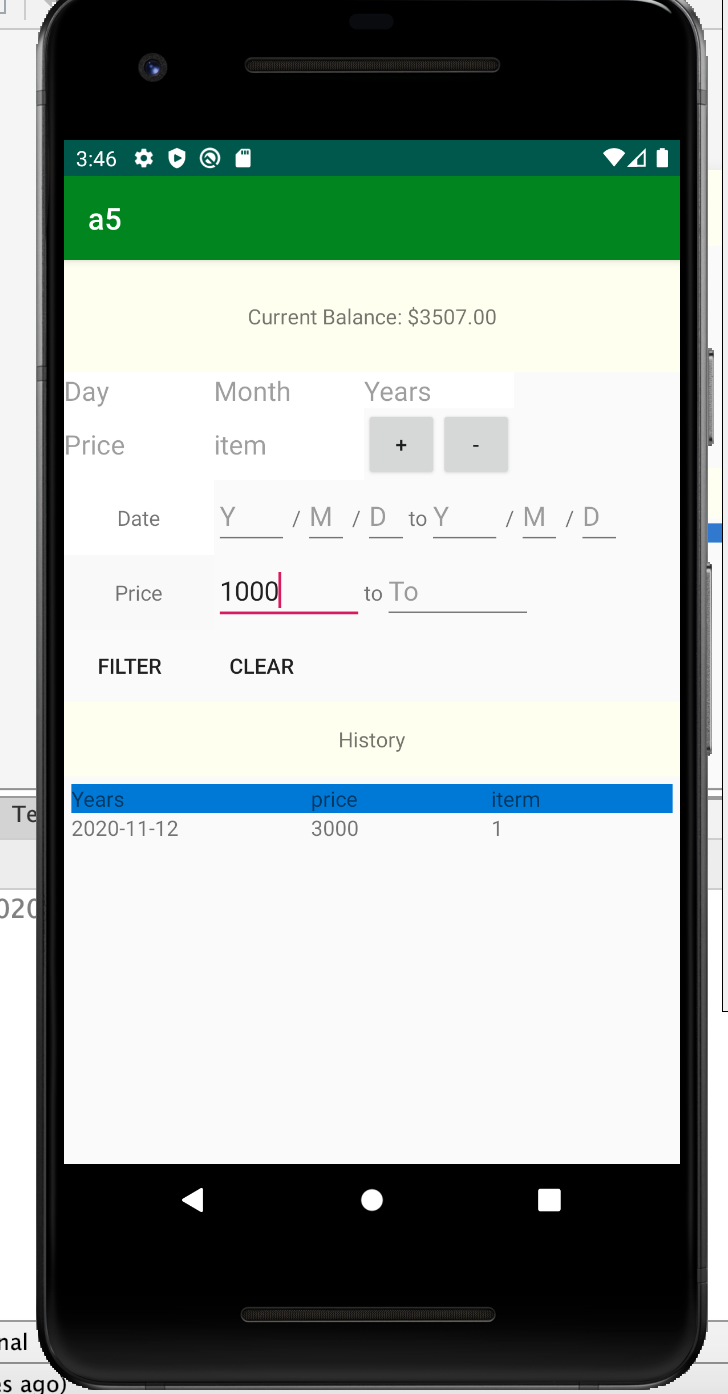 3:46
a5
Current Balance: $3507.00
Day Month Years
Price item + -
Date Y / M / D to Y / M / D
Price 1000 to To
FILTER CLEAR
History
Years price iterm
2020-11-12 3000 1
Te
020
nal
es ago)